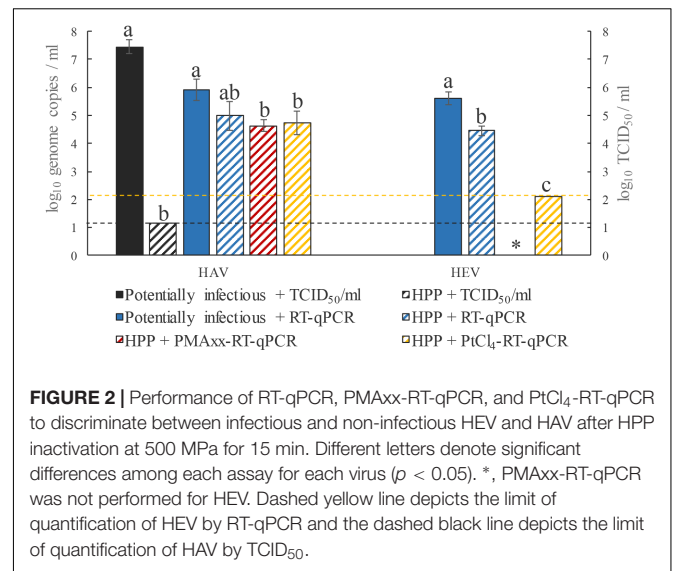 a
a
ab
b
b
b
a
b
*
c
8
7
6
5
4
3
2
1
0
log₁₀ genome copies / ml
8
7
6
5
4
3
2
1
0
log₁₀ TCID₅₀ / ml
HAV HEV
Potentially infectious + TCID₅₀/ml HPP + TCID₅₀/ml
Potentially infectious + RT-qPCR HPP + RT-qPCR
HPP + PMAxx-RT-qPCR HPP + PtCl₄-RT-qPCR
FIGURE 2 | Performance of RT-qPCR, PMAxx-RT-qPCR, and PtCl₄-RT-qPCR
to discriminate between infectious and non-infectious HEV and HAV after HPP
inactivation at 500 MPa for 15 min. Different letters denote significant
differences among each assay for each virus (p < 0.05). *, PMAxx-RT-qPCR
was not performed for HEV. Dashed yellow line depicts the limit of
quantification of HEV by RT-qPCR and the dashed black line depicts the limit
of quantification of HAV by TCID₅₀.